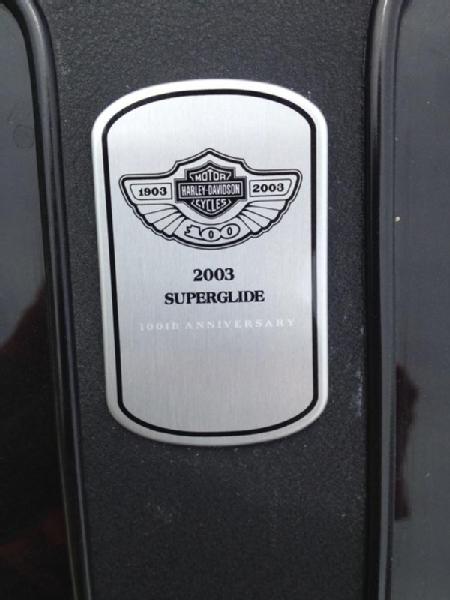 MOTOR
1903 HARLEY-DAVIDSON 2003
CYCLES
100
2003
SUPERGLIDE
100th ANNIVERSARY